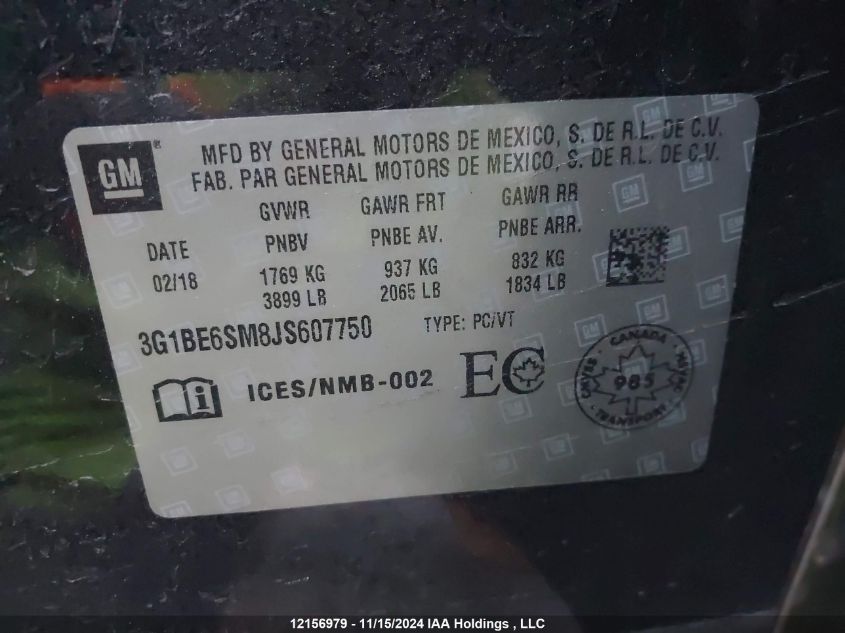 GM®
MFD BY GENERAL MOTORS DE MEXICO, S. DE R.L. DE C.V.
FAB. PAR GENERAL MOTORS DE MEXICO, S. DE R.L. DE C.V.
GVWR GAWR FRT GAWR RR
DATE PNBV PNBE AV. PNBE ARR.
02/18 1769 KG 937 KG 832 KG
3899 LB 2065 LB 1834 LB
3G1BE6SM8JS607750 TYPE: PC/VT
i ICES/NMB-002 EC
CANADA
985
TRANSPORT
12156979 - 11/15/2024 IAA Holdings , LLC